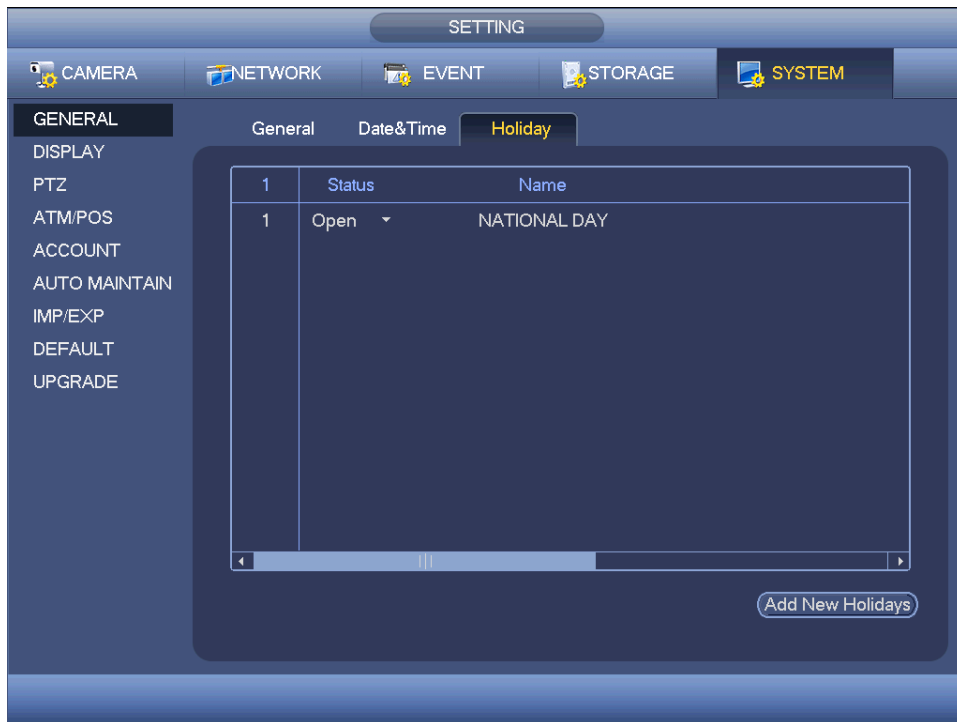 SETTING
CAMERA NETWORK EVENT STORAGE SYSTEM
GENERAL
DISPLAY
PTZ
ATM/POS
ACCOUNT
AUTO MAINTAIN
IMP/EXP
DEFAULT
UPGRADE
General Date&Time Holiday
1 Status Name
1 Open NATIONAL DAY
Add New Holidays